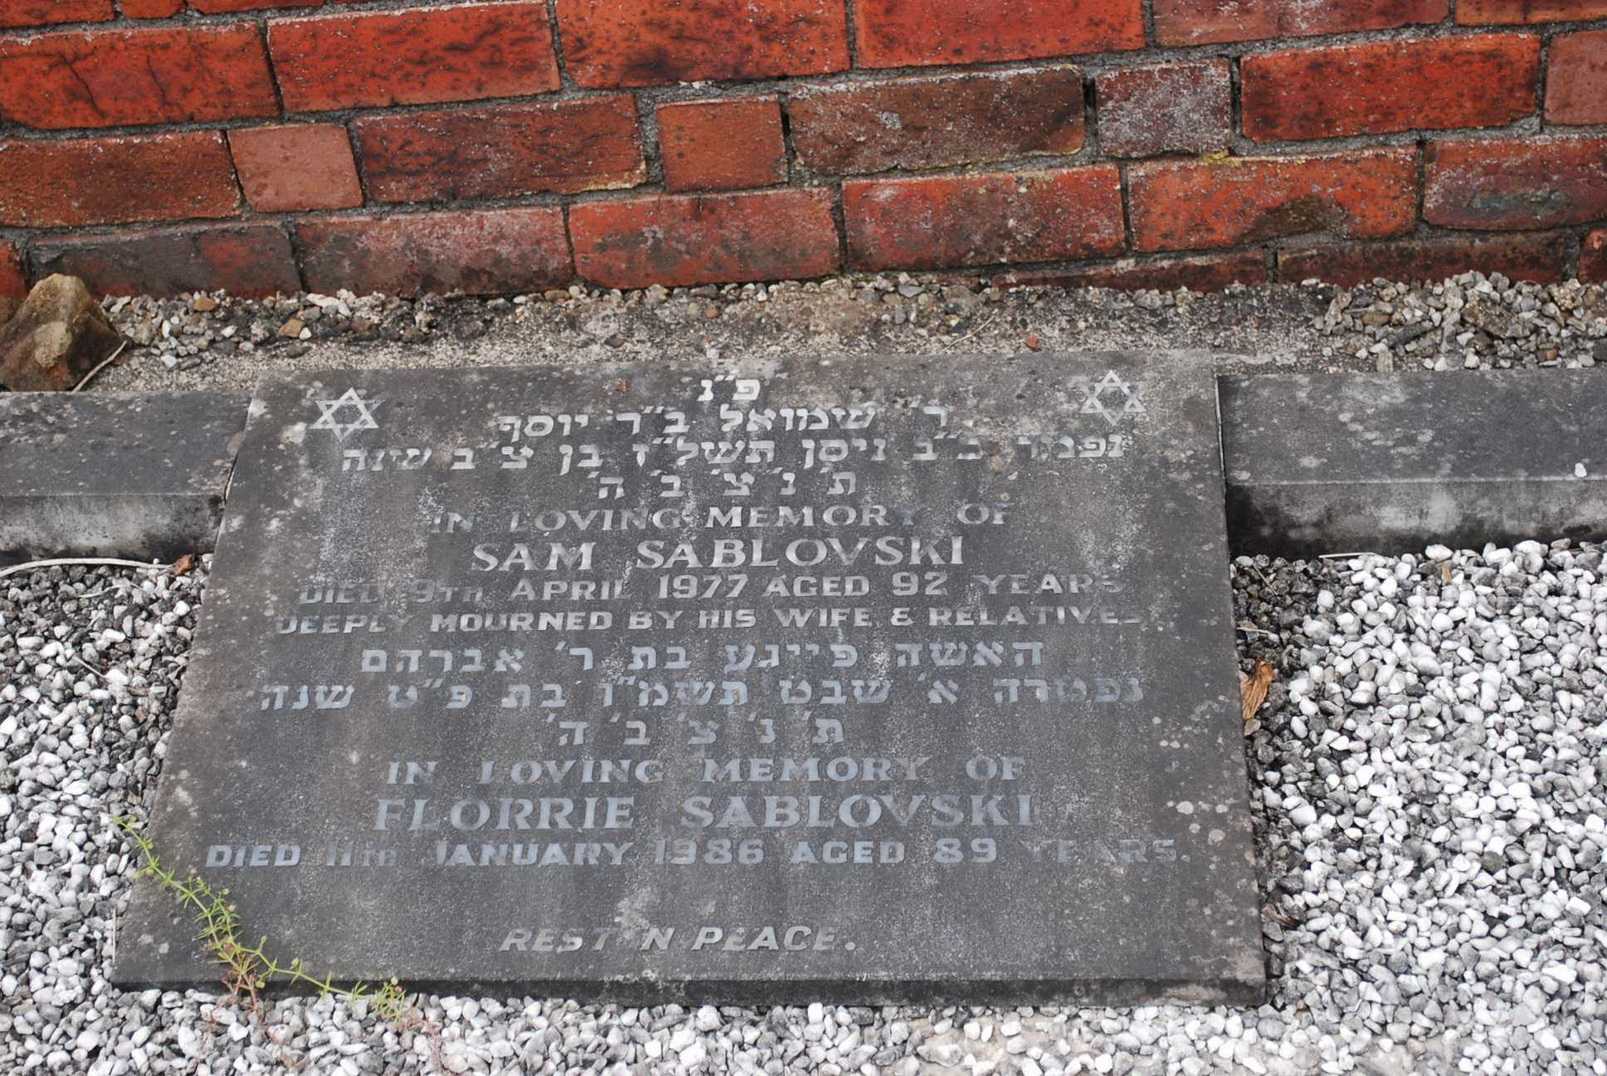 פ״נ
ר׳ שימואל ב״ר יוסף
נפטר כ״ב ניסן תשל״ז בן צ״ב שנה
ת׳ נ׳ צ׳ ב׳ ה׳
IN LOVING MEMORY OF
SAM SABLOVSKI
DIED 9TH APRIL 1977 AGED 92 YEARS
DEEPLY MOURNED BY HIS WIFE & RELATIVES.
האשה פייגע בת ר׳ אברהם
נפטרה א׳ שבט תשמ״ו בת פ״ט שנה
ת׳ נ׳ צ׳ ב׳ ה׳
IN LOVING MEMORY OF
FLORRIE SABLOVSKI
DIED 11TH JANUARY 1986 AGED 89 YEARS.
REST IN PEACE.